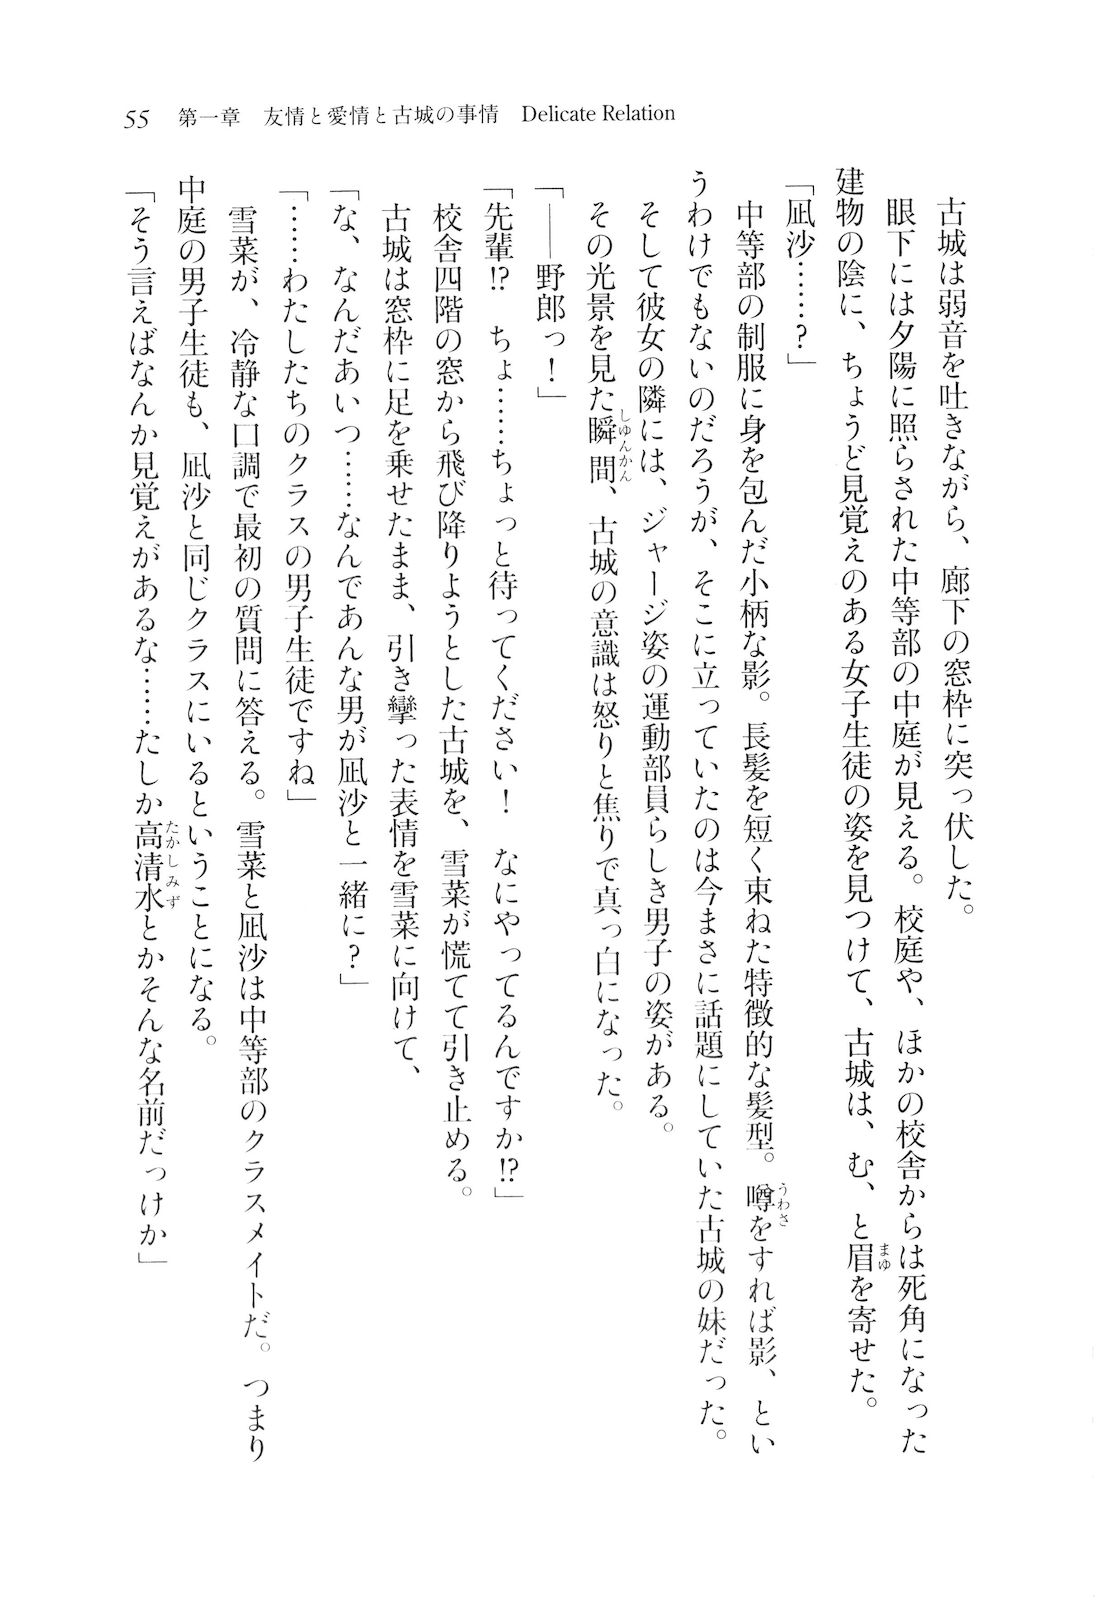 55　第一章　友情と愛情と古城の事情　Delicate Relation
　古城は弱音を吐きながら、廊下の窓枠に突っ伏した。
　眼下には夕陽に照らされた中等部の中庭が見える。校庭や、ほかの校舎からは死角になった
建物の陰に、ちょうど見覚えのある女子生徒の姿を見つけて、古城は、む、と眉を寄せた。
「凪沙……？」
　中等部の制服に身を包んだ小柄な影。長髪を短く束ねた特徴的な髪型。噂をすれば影、とい
うわけでもないのだろうが、そこに立っていたのは今まさに話題にしていた古城の妹だった。
　そして彼女の隣には、ジャージ姿の運動部員らしき男子の姿がある。
　その光景を見た瞬間、古城の意識は怒りと焦りで真っ白になった。
「――野郎っ！」
「先輩!?　ちょ……ちょっと待ってください！　なにやってるんですか!?」
　校舎四階の窓から飛び降りようとした古城を、雪菜が慌てて引き止める。
　古城は窓枠に足を乗せたまま、引き攣った表情を雪菜に向けて、
「な、なんだあいつ……なんであんな男が凪沙と一緒に？」
「……わたしたちのクラスの男子生徒ですね」
　雪菜が、冷静な口調で最初の質問に答える。雪菜と凪沙は中等部のクラスメイトだ。つまり
中庭の男子生徒も、凪沙と同じクラスにいるということになる。
「そう言えばなんか見覚えがあるな……たしか高清水とかそんな名前だっけか」